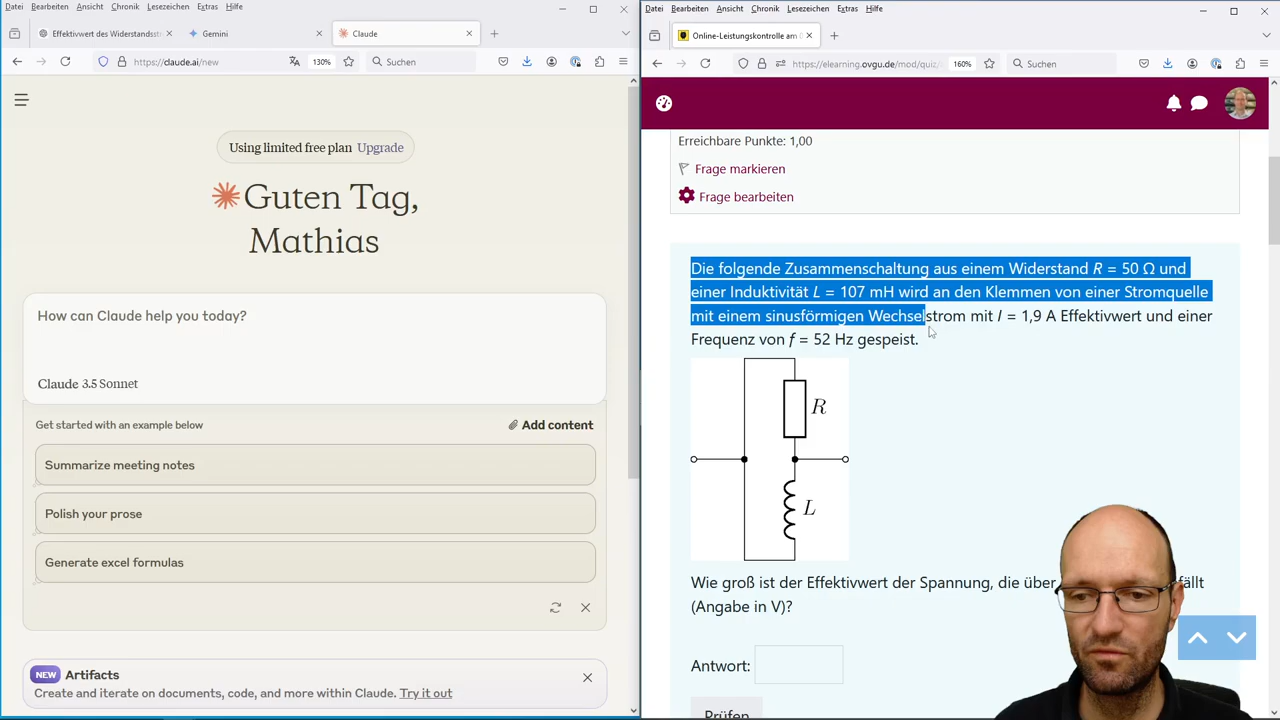 Datei Bearbeiten Ansicht Chronik Lesezeichen Extras Hilfe
Effektivwert des Widerstandss
Gemini
Claude
https://claude.ai/new
130%
Suchen
Using limited free plan Upgrade
Guten Tag,
Mathias
How can Claude help you today?
Claude 3.5 Sonnet
Get started with an example below
Add content
Summarize meeting notes
Polish your prose
Generate excel formulas
NEW Artifacts
Create and iterate on documents, code, and more within Claude. Try it out
Datei Bearbeiten Ansicht Chronik Lesezeichen Extras Hilfe
Online-Leistungskontrolle am
https://elearning.ovgu.de/mod/quiz/
160%
Suchen
Erreichbare Punkte: 1,00
Frage markieren
Frage bearbeiten
Die folgende Zusammenschaltung aus einem Widerstand R = 50 Ω und
einer Induktivität L = 107 mH wird an den Klemmen von einer Stromquelle
mit einem sinusförmigen Wechselstrom mit I = 1,9 A Effektivwert und einer
Frequenz von f = 52 Hz gespeist.
R
L
Wie groß ist der Effektivwert der Spannung, die über
(Angabe in V)?
Antwort:
Prüfen